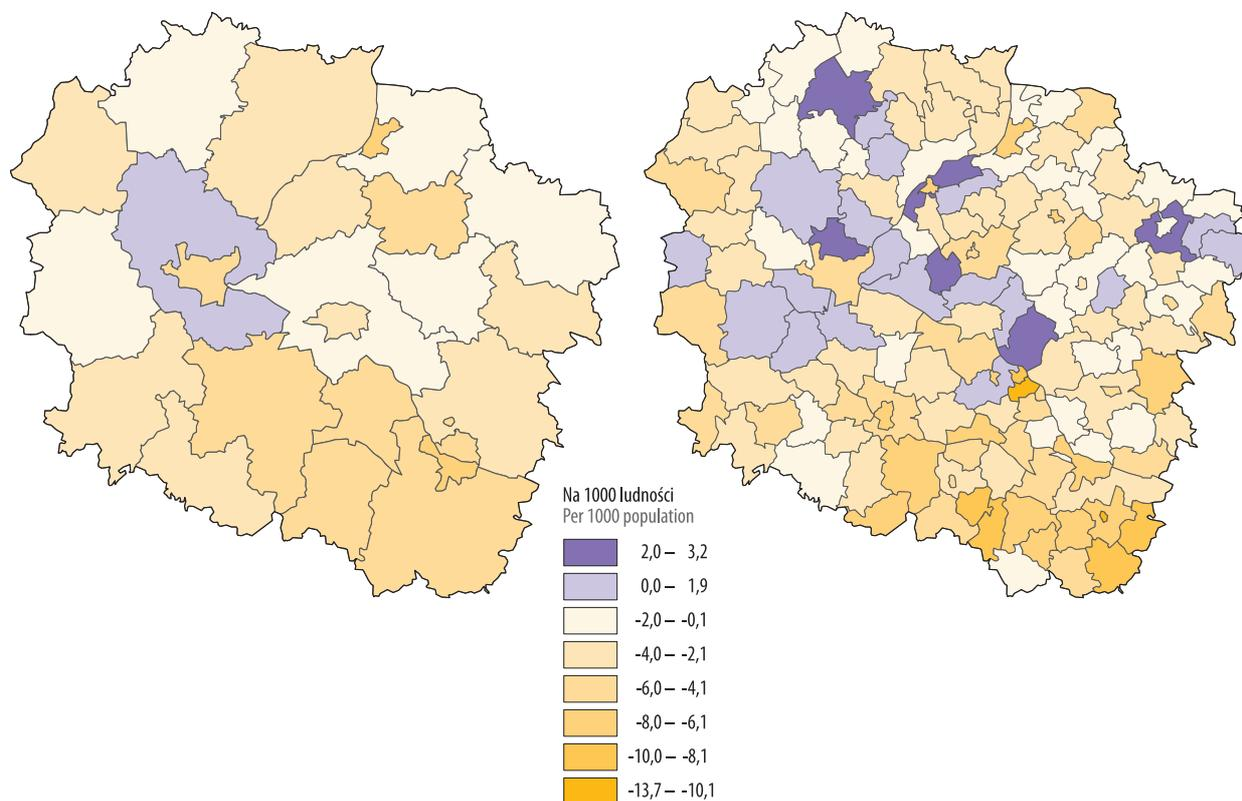 Na 1000 ludności
Per 1000 population
2,0 – 3,2
0,0 – 1,9
-2,0 – -0,1
-4,0 – -2,1
-6,0 – -4,1
-8,0 – -6,1
-10,0 – -8,1
-13,7 – -10,1